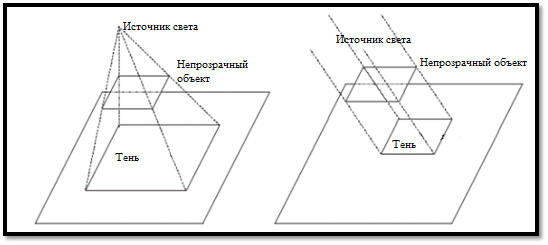 Источник света
Непрозрачный
объект
Тень
Источник света
Непрозрачный объект
Тень